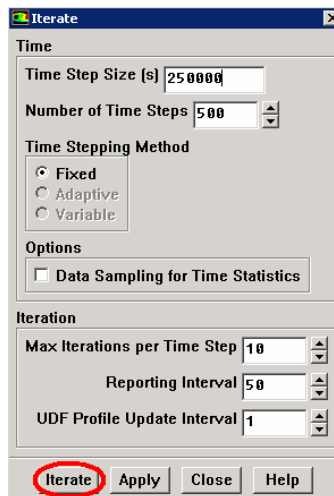 Iterate
Time
Time Step Size (s) 250000
Number of Time Steps 500
Time Stepping Method
Fixed
Adaptive
Variable
Options
Data Sampling for Time Statistics
Iteration
Max Iterations per Time Step 10
Reporting Interval 50
UDF Profile Update Interval 1
Iterate Apply Close Help